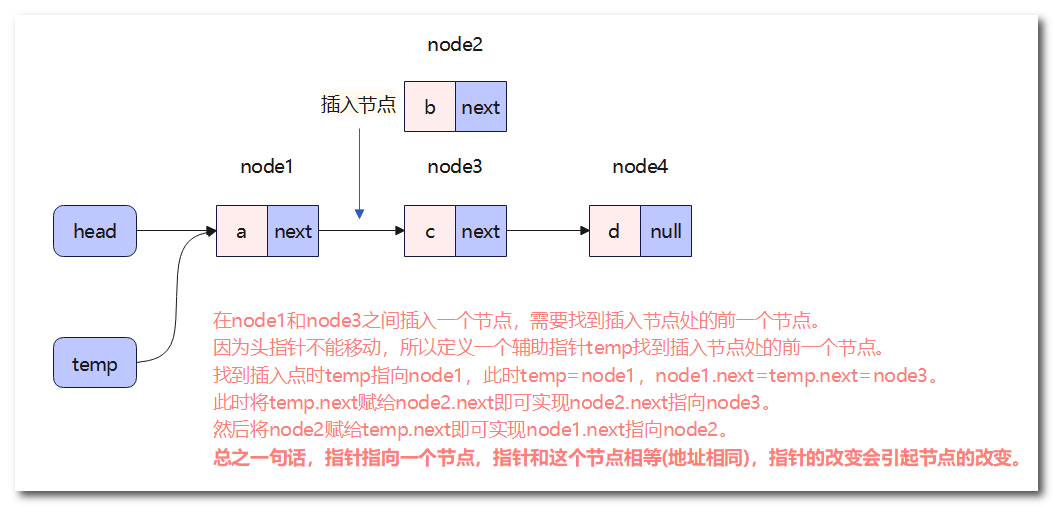 node2
插入节点
b next
node1
node3
node4
head
a next
c next
d null
temp
在node1和node3之间插入一个节点，需要找到插入节点处的前一个节点。
因为头指针不能移动，所以定义一个辅助指针temp找到插入节点处的前一个节点。
找到插入点时temp指向node1，此时temp=node1，node1.next=temp.next=node3。
此时将temp.next赋给node2.next即可实现node2.next指向node3。
然后将node2赋给temp.next即可实现node1.next指向node2。
总之一句话，指针指向一个节点，指针和这个节点相等(地址相同)，指针的改变会引起节点的改变。